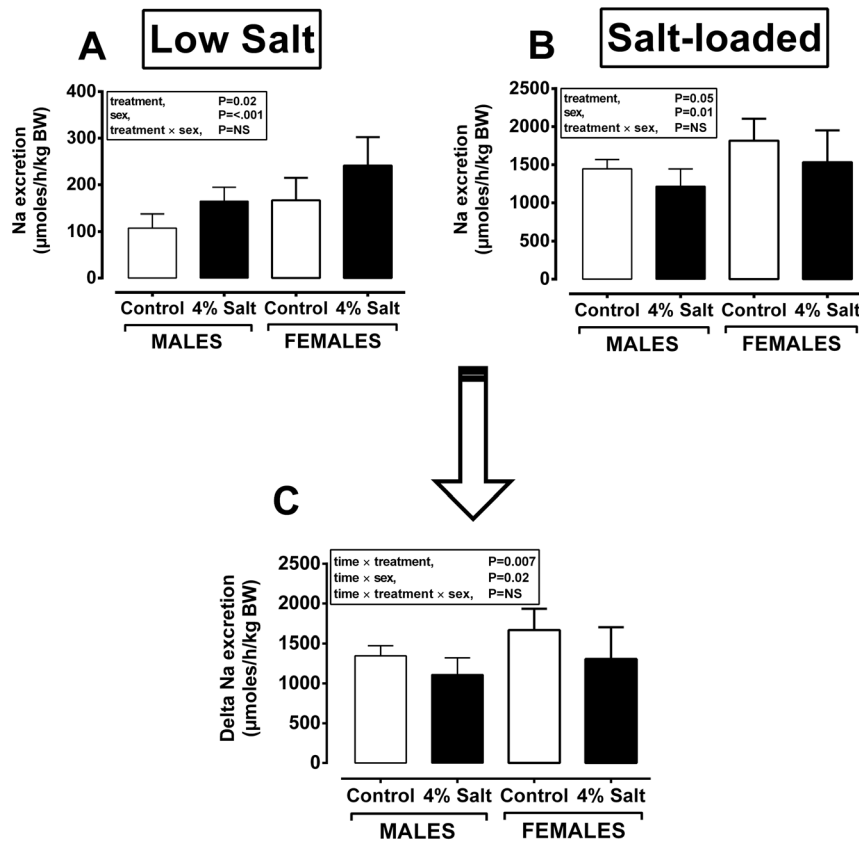 A
Low Salt
Na excretion
(µmoles/h/kg BW)
400
300
200
100
0
treatment, P=0.02
sex, P=<.001
treatment × sex, P=NS
Control 4% Salt Control 4% Salt
MALES FEMALES
B
Salt-loaded
Na excretion
(µmoles/h/kg BW)
2500
2000
1500
1000
500
0
treatment, P=0.05
sex, P=0.01
treatment × sex, P=NS
Control 4% Salt Control 4% Salt
MALES FEMALES
C
Delta Na excretion
(µmoles/h/kg BW)
2500
2000
1500
1000
500
0
time × treatment, P=0.007
time × sex, P=0.02
time × treatment × sex, P=NS
Control 4% Salt Control 4% Salt
MALES FEMALES